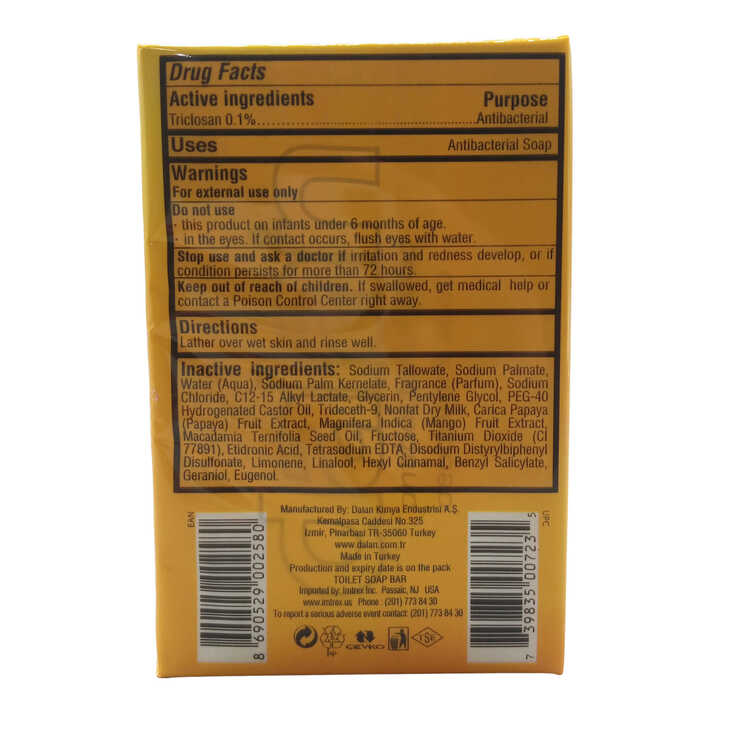 Drug Facts
Active ingredients Purpose
Triclosan 0.1%........................................................Antibacterial
Uses Antibacterial Soap
Warnings
For external use only
Do not use
· this product on infants under 6 months of age.
· in the eyes. If contact occurs, flush eyes with water.
Stop use and ask a doctor if irritation and redness develop, or if
condition persists for more than 72 hours.
Keep out of reach of children. If swallowed, get medical help or
contact a Poison Control Center right away.
Directions
Lather over wet skin and rinse well.
Inactive ingredients: Sodium Tallowate, Sodium Palmate,
Water (Aqua), Sodium Palm Kernelate, Fragrance (Parfum), Sodium
Chloride, C12-15 Alkyl Lactate, Glycerin, Pentylene Glycol, PEG-40
Hydrogenated Castor Oil, Trideceth-9, Nonfat Dry Milk, Carica Papaya
(Papaya) Fruit Extract, Magnifera Indica (Mango) Fruit Extract,
Macadamia Ternifolia Seed Oil, Fructose, Titanium Dioxide (CI
77891), Etidronic Acid, Tetrasodium EDTA, Disodium Distyrylbiphenyl
Disulfonate, Limonene, Linalool, Hexyl Cinnamal, Benzyl Salicylate,
Geraniol, Eugenol.
EAN
8 690529 002580
Manufactured By: Dalan Kimya Endustrisi A.Ş.
Kemalpasa Caddesi No.325
Izmir, Pinarbasi TR-35060 Turkey
www.dalan.com.tr
Made in Turkey
Production and expiry date is on the pack
TOILET SOAP BAR
Imported by: Imtrex Inc. Passaic, NJ USA
www.imtrex.us Phone : (201) 773 84 30
To report a serious adverse event contact: (201) 773 84 30
ÇEVKO
TSE
UPC
7 39835 00723 5